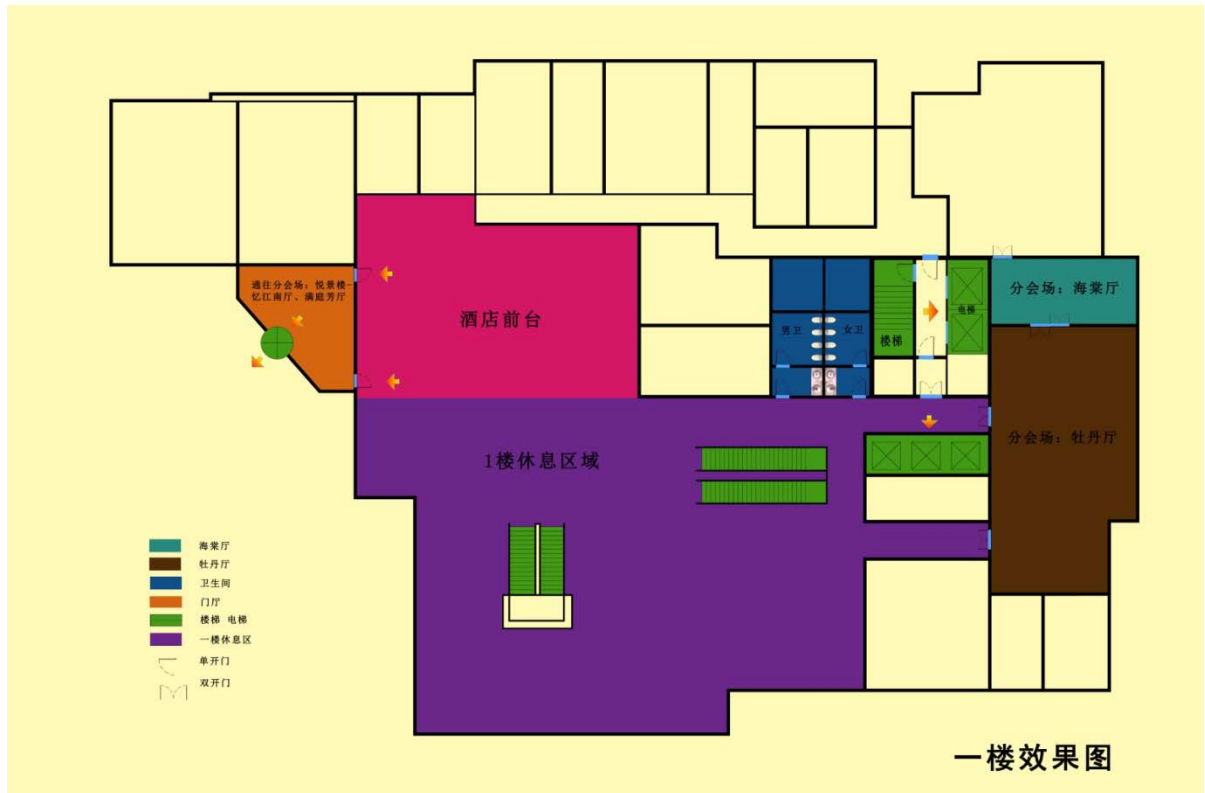 通往分会场：悦景楼-
忆江南厅、满庭芳厅
酒店前台
男卫
女卫
楼梯
电梯
分会场：海棠厅
分会场：牡丹厅
1楼休息区域
海棠厅
牡丹厅
卫生间
门厅
楼梯 电梯
一楼休息区
单开门
双开门
一楼效果图